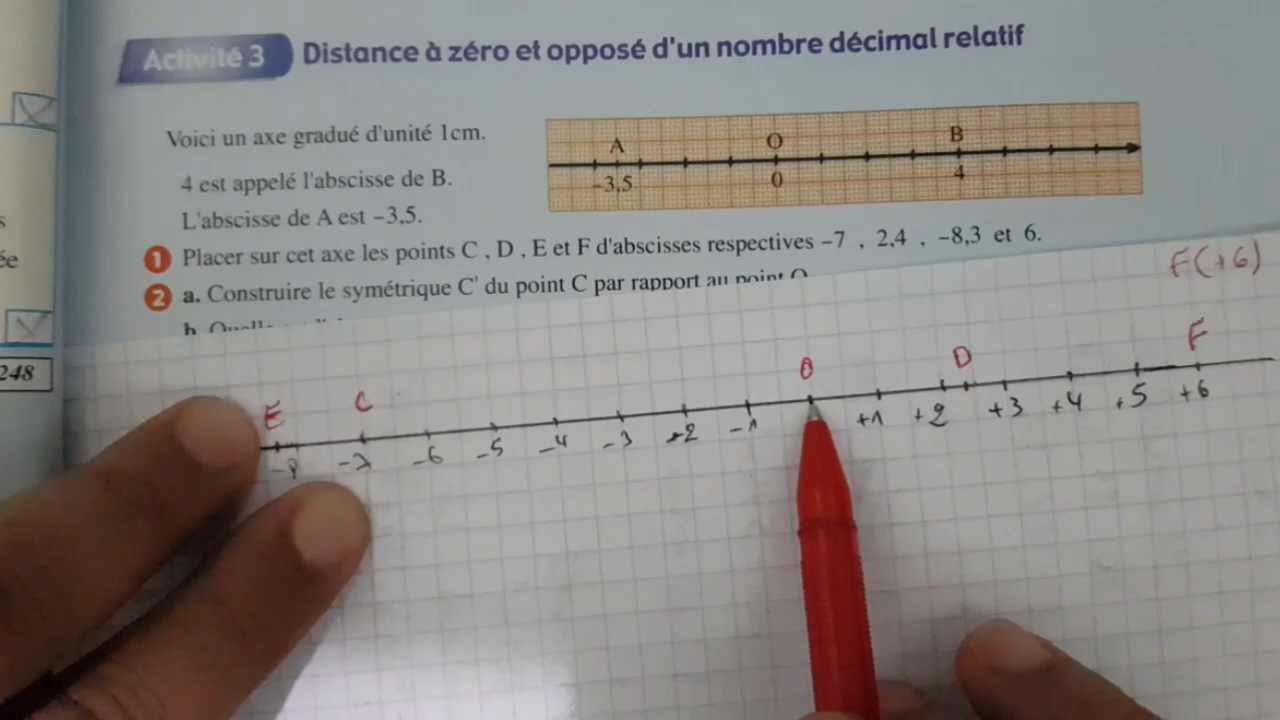 Activité 3 Distance à zéro et opposé d'un nombre décimal relatif
Voici un axe gradué d'unité 1cm.
A O B
-3,5 0 4
4 est appelé l'abscisse de B.
L'abscisse de A est -3,5.
1 Placer sur cet axe les points C , D , E et F d'abscisses respectives -7 , 2,4 , -8,3 et 6.
2 a. Construire le symétrique C' du point C par rapport au point O
F(+6)
248
E C O D F
-8 -7 -6 -5 -4 -3 -2 -1 +1 +2 +3 +4 +5 +6